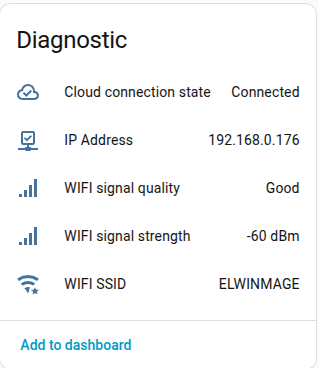 Diagnostic
Cloud connection state Connected
IP Address 192.168.0.176
WIFI signal quality Good
WIFI signal strength -60 dBm
WIFI SSID ELWINMAGE
Add to dashboard